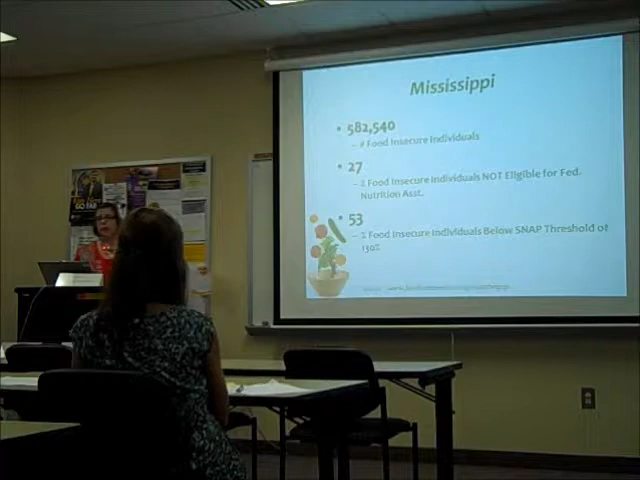 Mississippi
• 582,540
– # Food Insecure Individuals
• 27
– % Food Insecure Individuals NOT Eligible for Fed.
Nutrition Asst.
• 53
– % Food Insecure Individuals Below SNAP Threshold of
130%